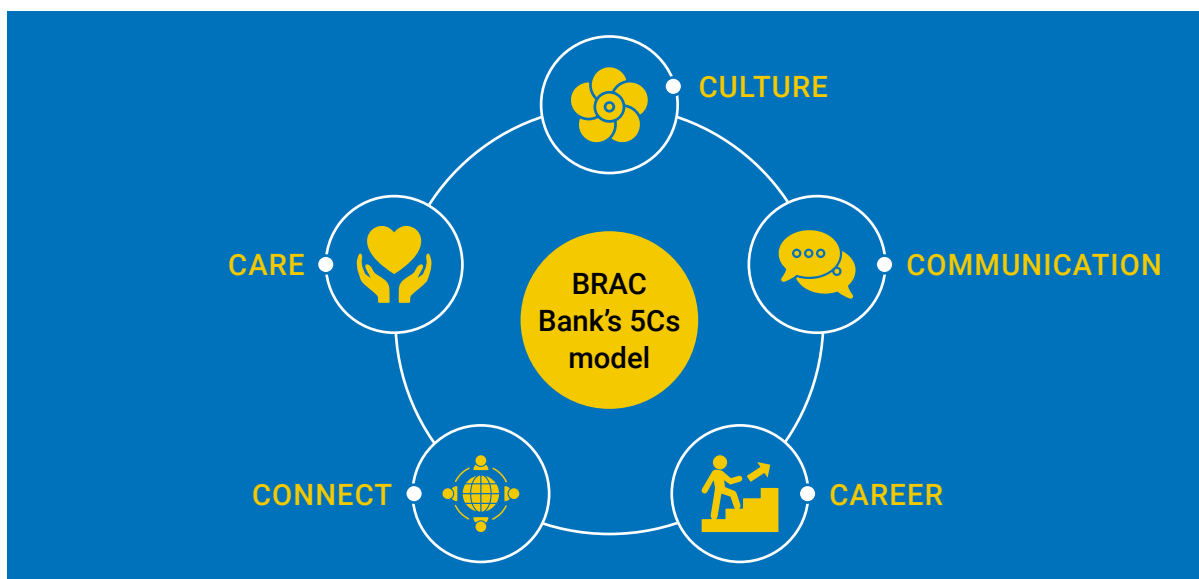 CULTURE
CARE
COMMUNICATION
BRAC
Bank’s 5Cs
model
CONNECT
CAREER